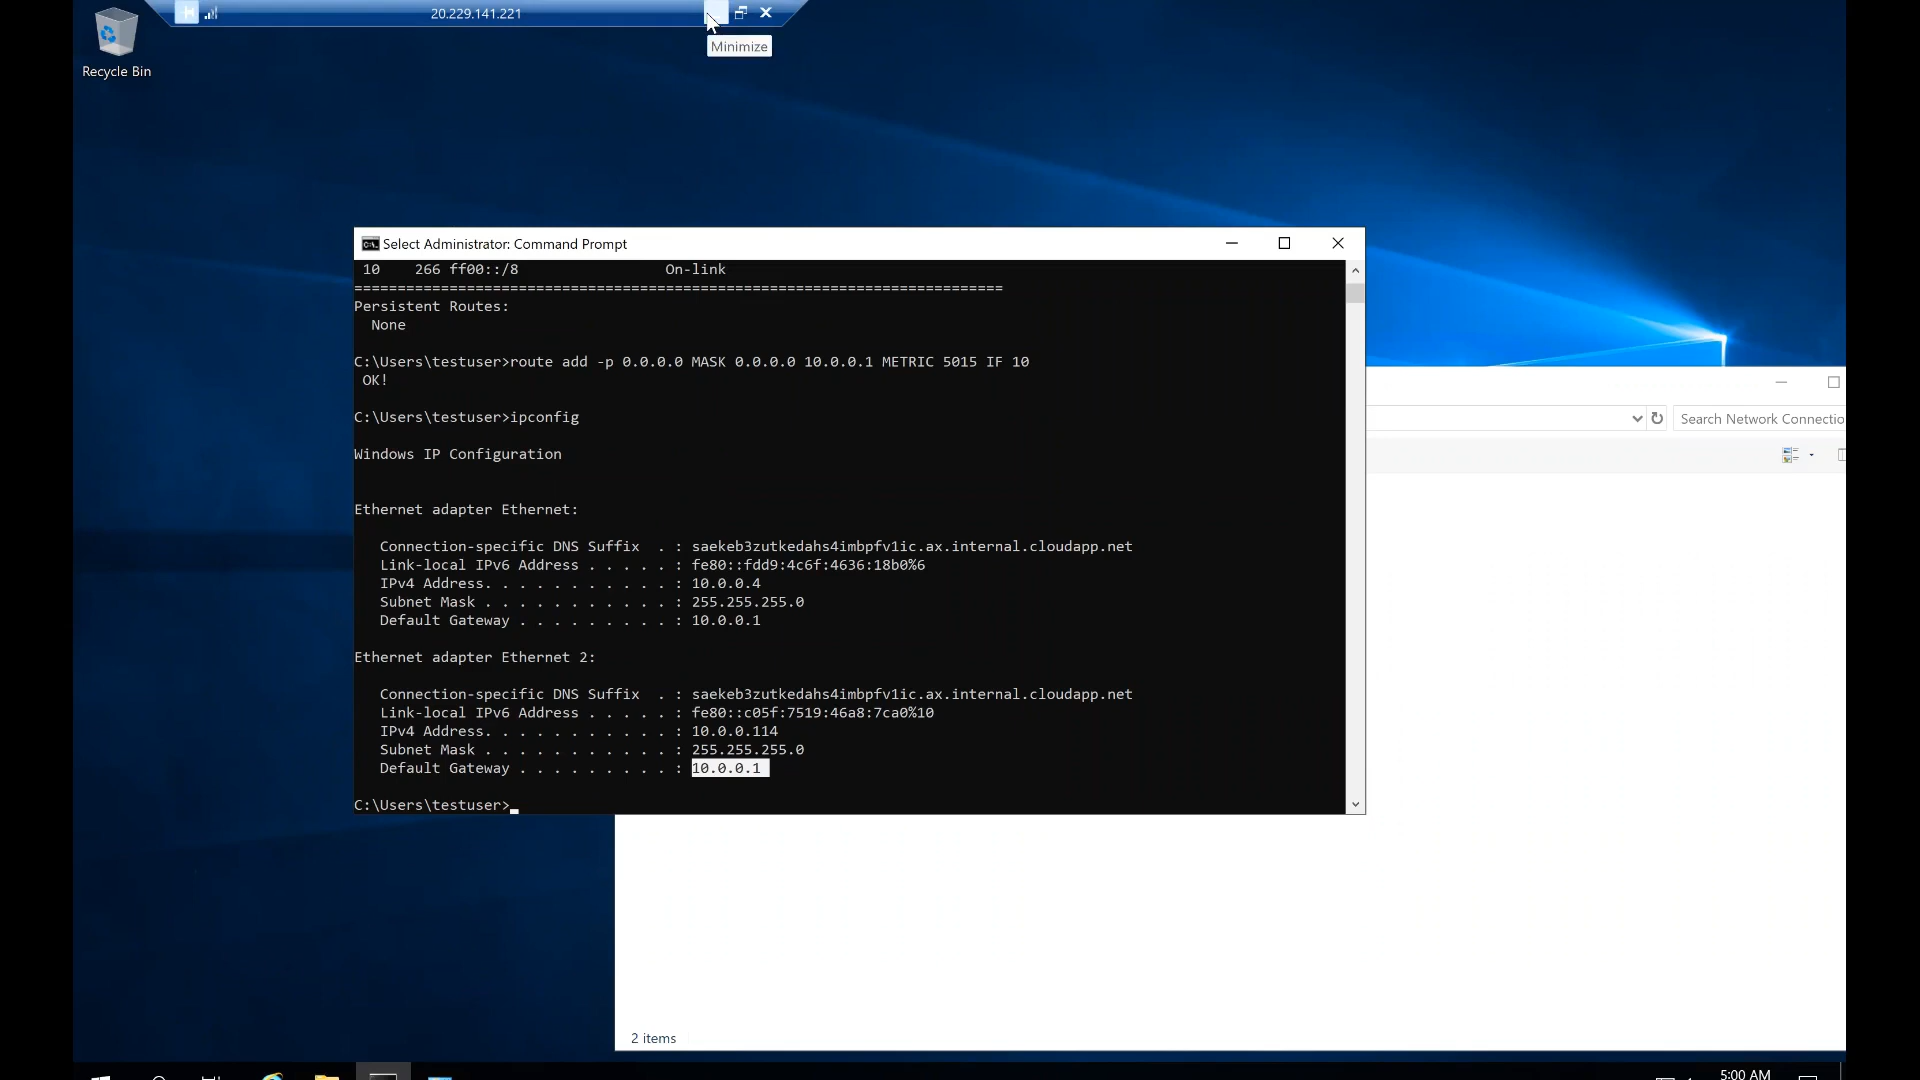 20.229.141.221
Minimize
Recycle Bin
Select Administrator: Command Prompt
10    266 ff00::/8                 On-link
===========================================================================
Persistent Routes:
  None
C:\Users\testuser>route add -p 0.0.0.0 MASK 0.0.0.0 10.0.0.1 METRIC 5015 IF 10
 OK!
C:\Users\testuser>ipconfig
Windows IP Configuration
Ethernet adapter Ethernet:
   Connection-specific DNS Suffix  . : saekeb3zutkedahs4imbpfv1ic.ax.internal.cloudapp.net
   Link-local IPv6 Address . . . . . : fe80::fdd9:4c6f:4636:18b0%6
   IPv4 Address. . . . . . . . . . . : 10.0.0.4
   Subnet Mask . . . . . . . . . . . : 255.255.255.0
   Default Gateway . . . . . . . . . : 10.0.0.1
Ethernet adapter Ethernet 2:
   Connection-specific DNS Suffix  . : saekeb3zutkedahs4imbpfv1ic.ax.internal.cloudapp.net
   Link-local IPv6 Address . . . . . : fe80::c05f:7519:46a8:7ca0%10
   IPv4 Address. . . . . . . . . . . : 10.0.0.114
   Subnet Mask . . . . . . . . . . . : 255.255.255.0
   Default Gateway . . . . . . . . . : 10.0.0.1
C:\Users\testuser>
Search Network Connectio
2 items
5:00 AM